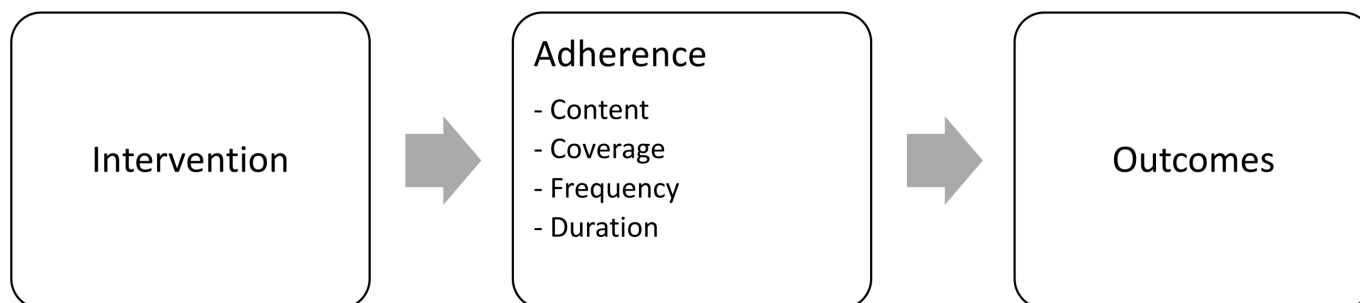 Intervention
Adherence
- Content
- Coverage
- Frequency
- Duration
Outcomes